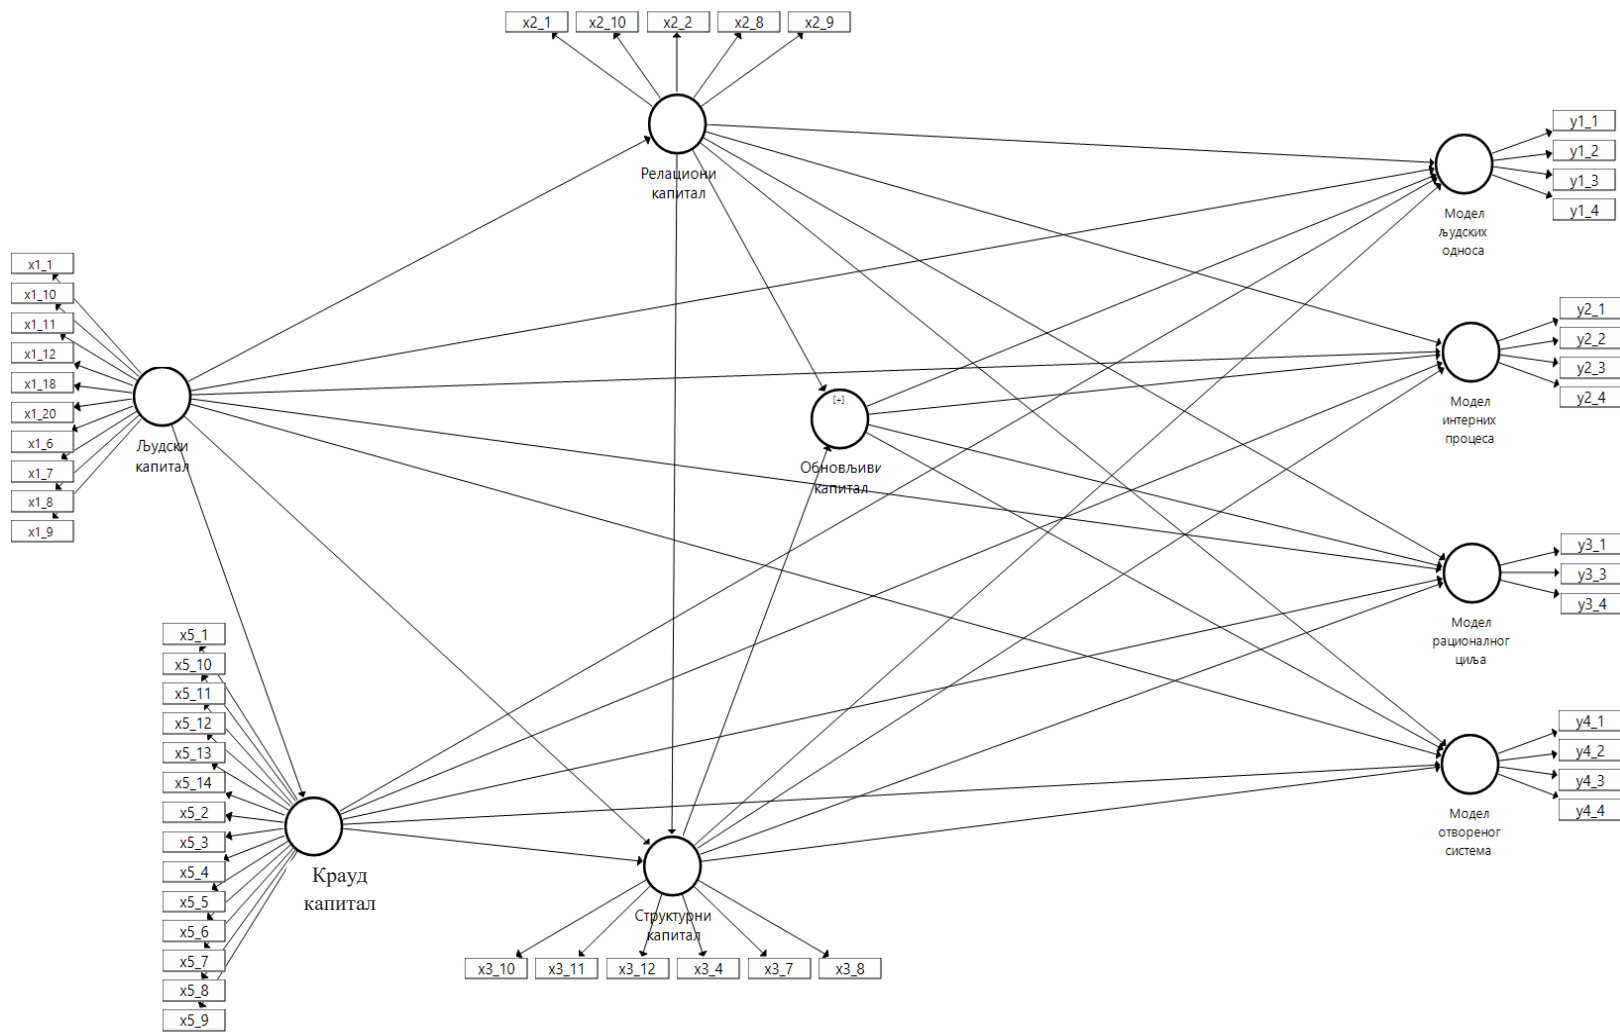 x2_1
x2_10
x2_2
x2_8
x2_9
Релациони
капитал
y1_1
y1_2
y1_3
y1_4
Модел
људских
односа
x1_1
x1_10
x1_11
x1_12
x1_18
x1_20
x1_6
x1_7
x1_8
x1_9
Људски
капитал
y2_1
y2_2
y2_3
y2_4
Модел
интерних
процеса
[+]
Обновљиви
капитал
y3_1
y3_3
y3_4
Модел
рационалног
циља
x5_1
x5_10
x5_11
x5_12
x5_13
x5_14
x5_2
x5_3
x5_4
x5_5
x5_6
x5_7
x5_8
x5_9
Крауд
капитал
y4_1
y4_2
y4_3
y4_4
Модел
отвореног
система
Структурни
капитал
x3_10
x3_11
x3_12
x3_4
x3_7
x3_8